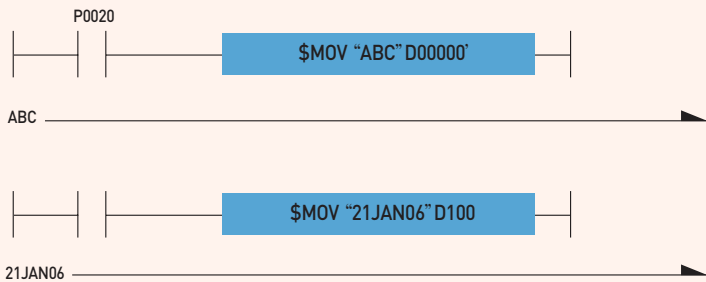 P0020
$MOV “ABC” D00000’
ABC
$MOV “21JAN06” D100
21JAN06